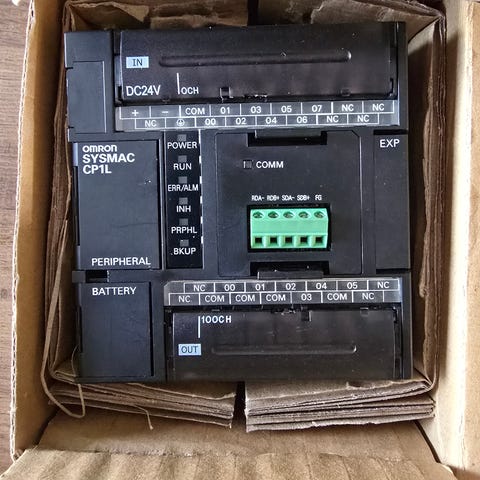 IN
DC24V
0CH
+ − COM 01 03 05 07 NC NC
NC 00 02 04 06 NC NC
OMRON
SYSMAC
CP1L
PERIPHERAL
BATTERY
POWER
RUN
ERR/ALM
INH
PRPHL
BKUP
COMM
RDA- RDB+ SDA- SDB+ FG
EXP
NC 00 01 02 04 05 NC
NC COM COM COM 03 COM NC
100CH
OUT